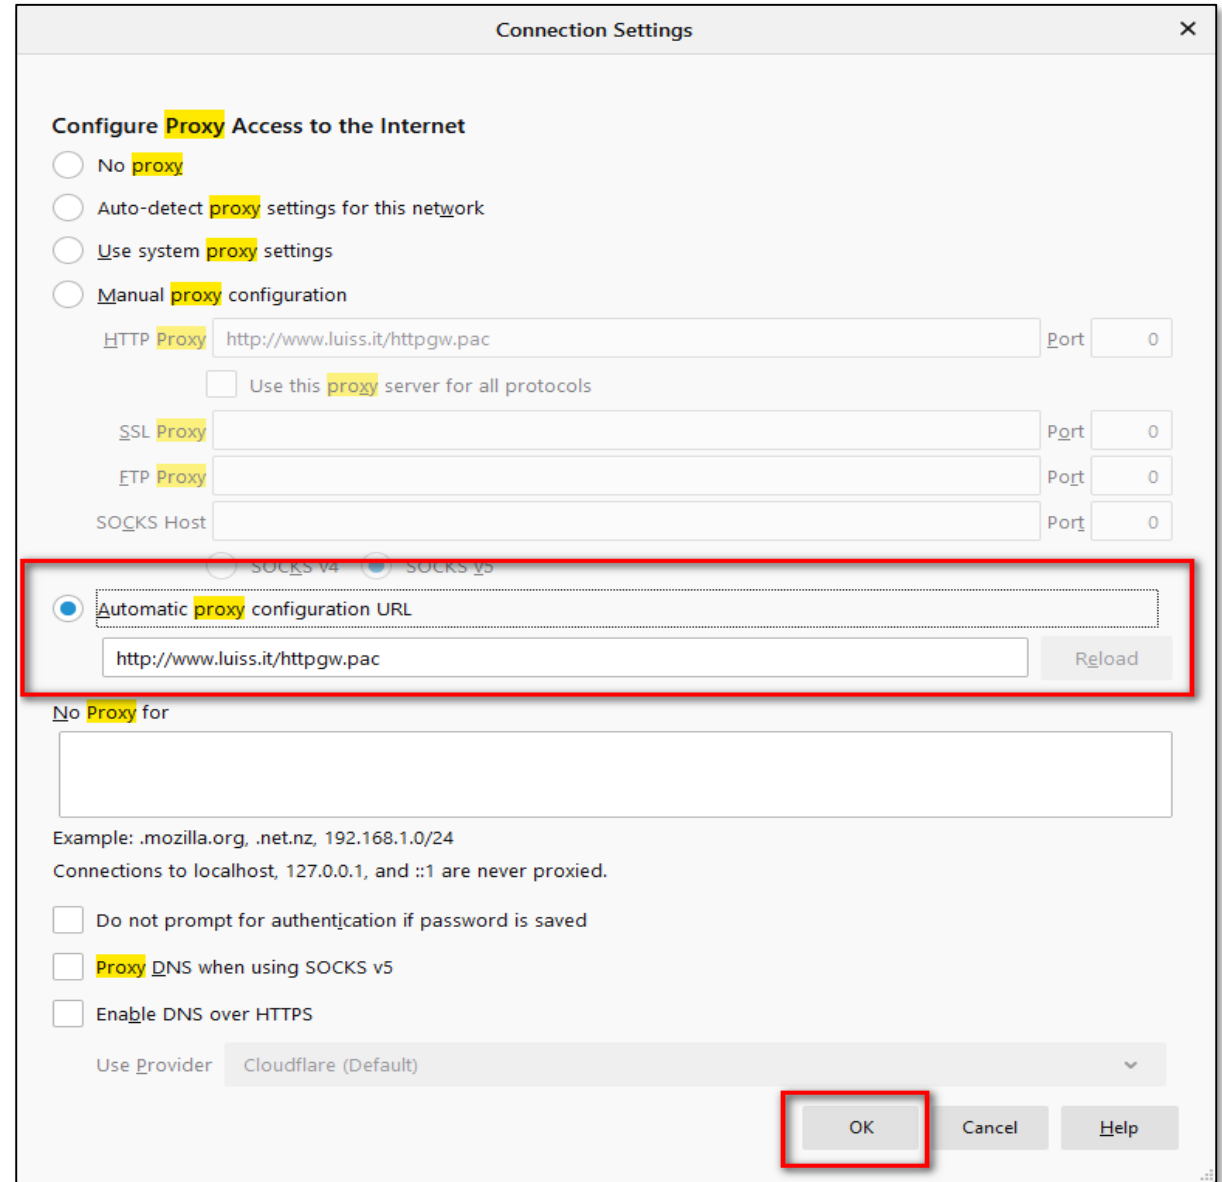 Connection Settings
Configure Proxy Access to the Internet
No proxy
Auto-detect proxy settings for this network
Use system proxy settings
Manual proxy configuration
HTTP Proxy http://www.luiss.it/httpgw.pac Port 0
Use this proxy server for all protocols
SSL Proxy Port 0
FTP Proxy Port 0
SOCKS Host Port 0
SOCKS v4 SOCKS v5
Automatic proxy configuration URL
http://www.luiss.it/httpgw.pac Reload
No Proxy for
Example: .mozilla.org, .net.nz, 192.168.1.0/24
Connections to localhost, 127.0.0.1, and ::1 are never proxied.
Do not prompt for authentication if password is saved
Proxy DNS when using SOCKS v5
Enable DNS over HTTPS
Use Provider Cloudflare (Default)
OK Cancel Help